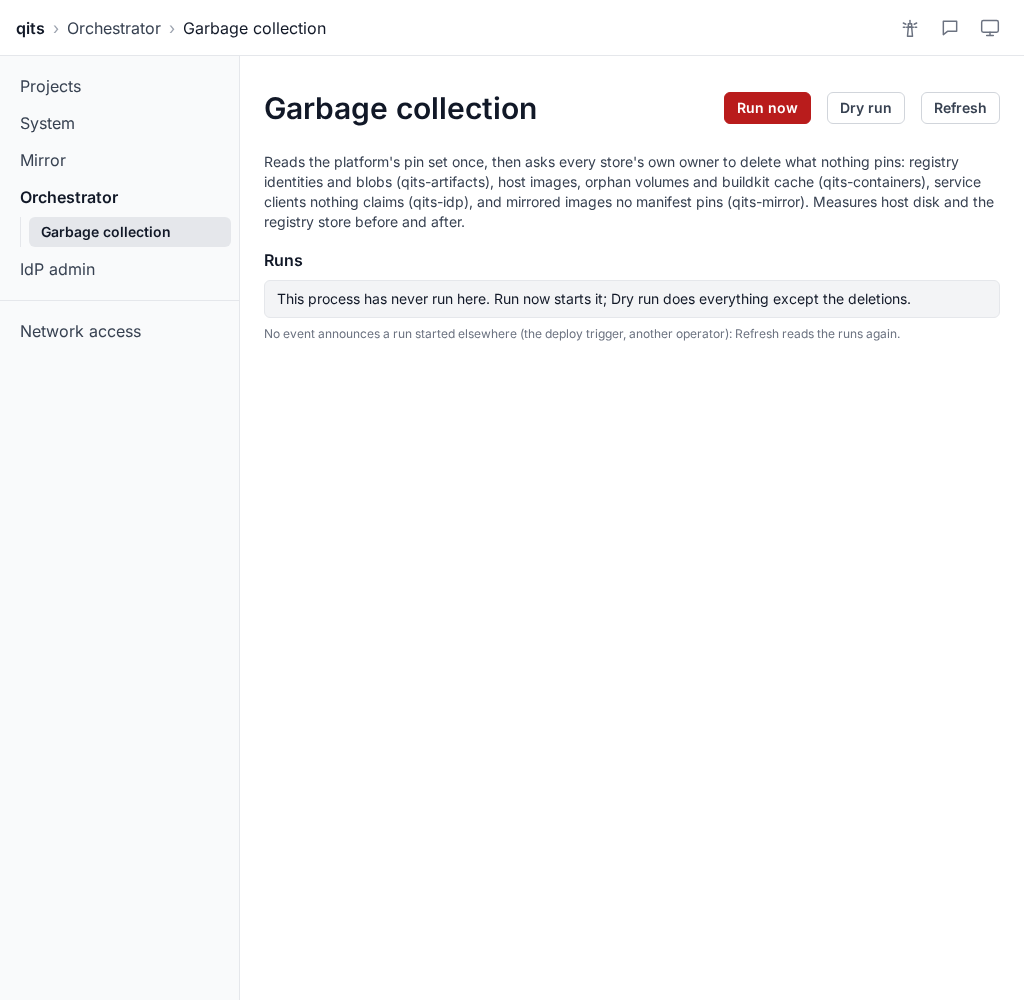 qits › Orchestrator › Garbage collection
Projects
System
Mirror
Orchestrator
Garbage collection
IdP admin
Network access
Garbage collection
Run now
Dry run
Refresh
Reads the platform's pin set once, then asks every store's own owner to delete what nothing pins: registry
identities and blobs (qits-artifacts), host images, orphan volumes and buildkit cache (qits-containers), service
clients nothing claims (qits-idp), and mirrored images no manifest pins (qits-mirror). Measures host disk and the
registry store before and after.
Runs
This process has never run here. Run now starts it; Dry run does everything except the deletions.
No event announces a run started elsewhere (the deploy trigger, another operator): Refresh reads the runs again.